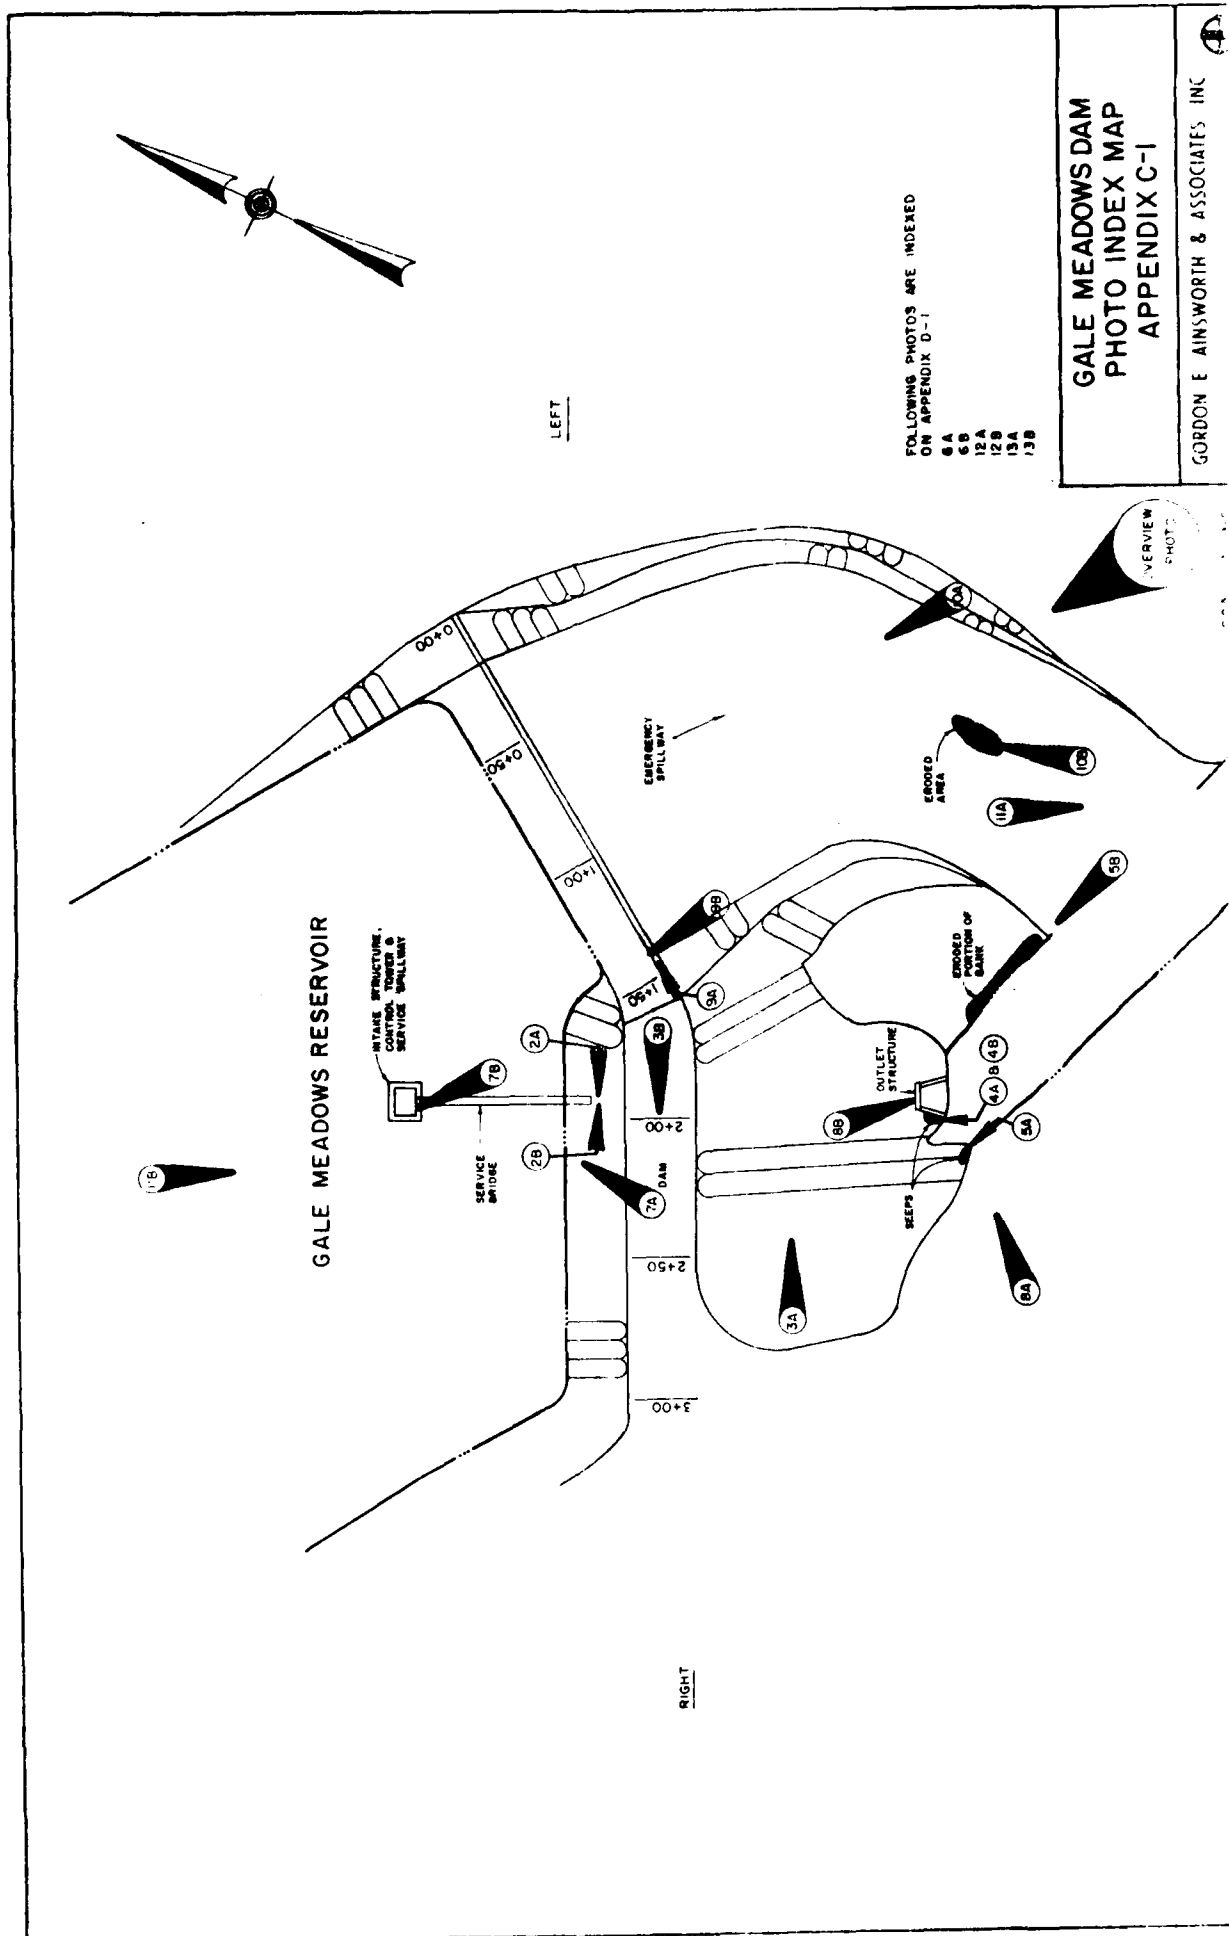 GALE MEADOWS RESERVOIR
INTAKE STRUCTURE,
CONTROL TOWER &
SERVICE SPILLWAY
SERVICE
BRIDGE
7B
2A
2B
7A
DAM
3B
3A
9A
9B
0+00
0+50
1+00
1+50
2+00
2+50
3+00
LEFT
RIGHT
EMERGENCY
SPILLWAY
ERODED
AREA
10A
10B
11A
5B
ERODED
PORTION OF
BANK
OUTLET
STRUCTURE
8B
4A & 4B
5A
SEEPS
8A
PHOTO
FOLLOWING PHOTOS ARE INDEXED
ON APPENDIX D-1
6A
6B
12A
12B
13A
13B
GALE MEADOWS DAM
PHOTO INDEX MAP
APPENDIX C-1
GORDON E AINSWORTH & ASSOCIATES INC